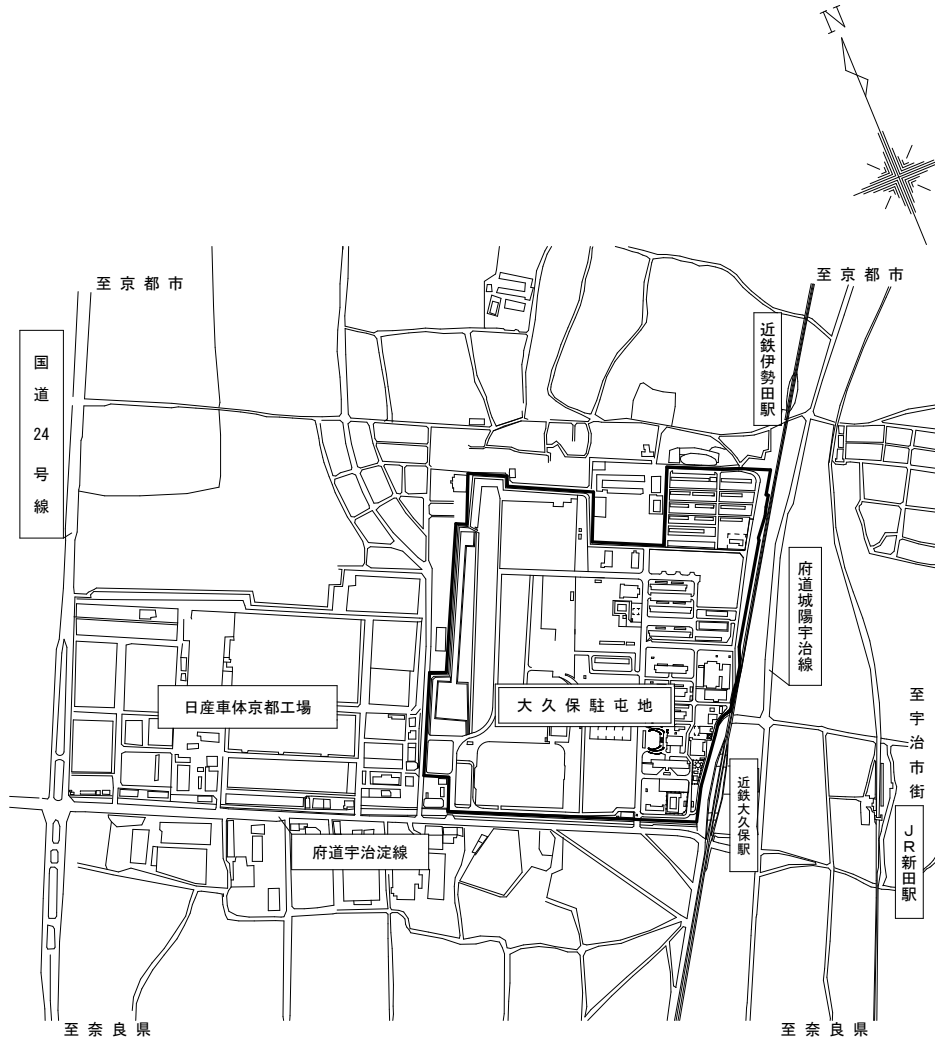 N
至京都市
至京都市
国道24号線
近鉄伊勢田駅
府道城陽宇治線
至宇治市街
日産車体京都工場
大久保駐屯地
近鉄大久保駅
JR新田駅
府道宇治淀線
至奈良県
至奈良県